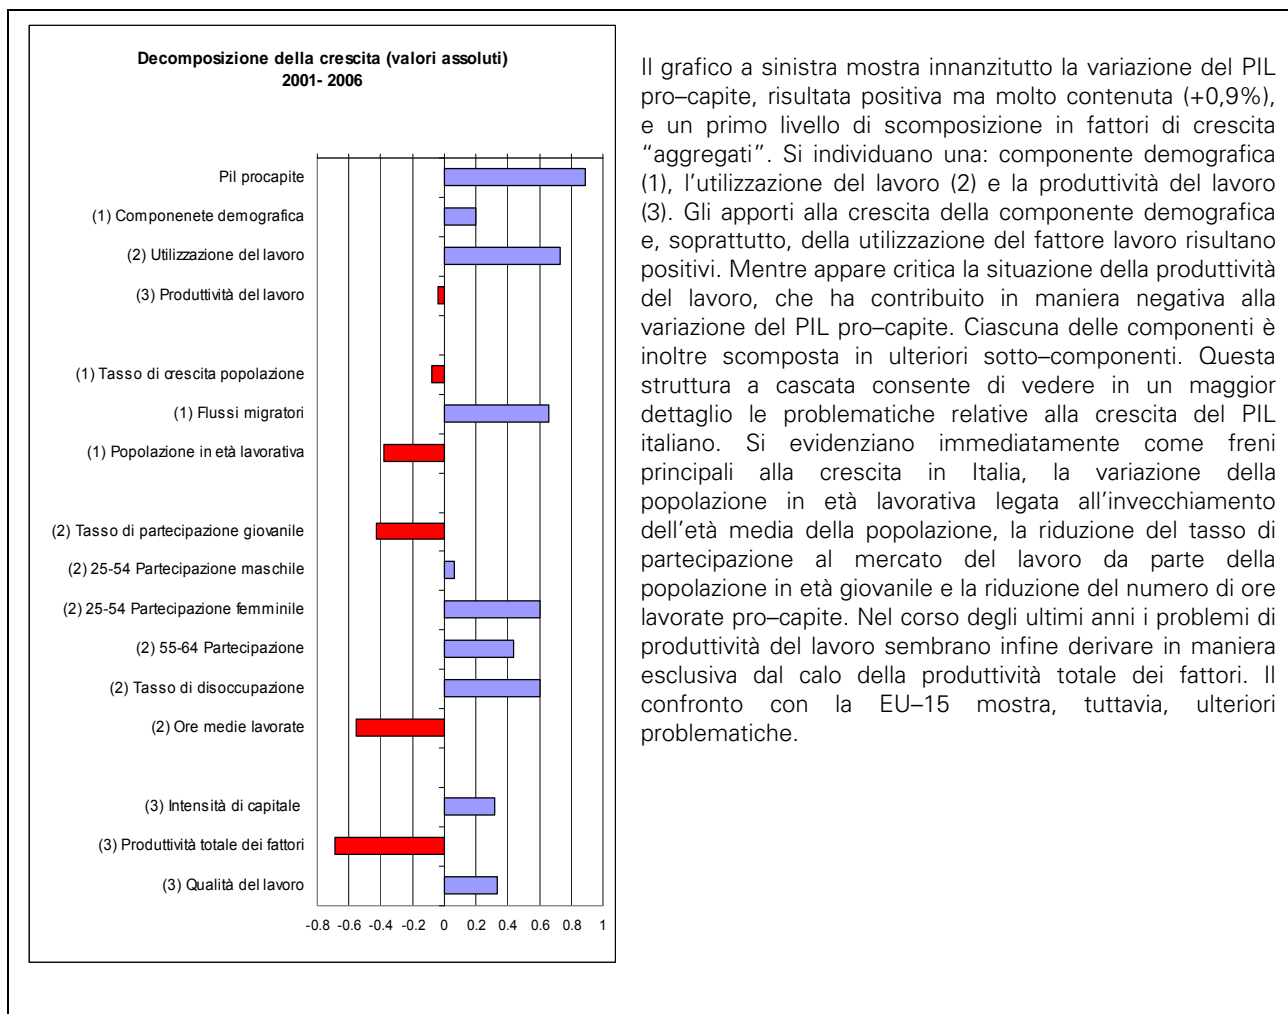 Decomposizione della crescita (valori assoluti)
2001- 2006
Pil procapite
(1) Componenete demografica
(2) Utilizzazione del lavoro
(3) Produttività del lavoro
(1) Tasso di crescita popolazione
(1) Flussi migratori
(1) Popolazione in età lavorativa
(2) Tasso di partecipazione giovanile
(2) 25-54 Partecipazione maschile
(2) 25-54 Partecipazione femminile
(2) 55-64 Partecipazione
(2) Tasso di disoccupazione
(2) Ore medie lavorate
(3) Intensità di capitale
(3) Produttività totale dei fattori
(3) Qualità del lavoro
-0.8 -0.6 -0.4 -0.2 0 0.2 0.4 0.6 0.8 1
Il grafico a sinistra mostra innanzitutto la variazione del PIL
pro–capite, risultata positiva ma molto contenuta (+0,9%),
e un primo livello di scomposizione in fattori di crescita
“aggregati”. Si individuano una: componente demografica
(1), l’utilizzazione del lavoro (2) e la produttività del lavoro
(3). Gli apporti alla crescita della componente demografica
e, soprattutto, della utilizzazione del fattore lavoro risultano
positivi. Mentre appare critica la situazione della produttività
del lavoro, che ha contribuito in maniera negativa alla
variazione del PIL pro–capite. Ciascuna delle componenti è
inoltre scomposta in ulteriori sotto–componenti. Questa
struttura a cascata consente di vedere in un maggior
dettaglio le problematiche relative alla crescita del PIL
italiano. Si evidenziano immediatamente come freni
principali alla crescita in Italia, la variazione della
popolazione in età lavorativa legata all’invecchiamento
dell’età media della popolazione, la riduzione del tasso di
partecipazione al mercato del lavoro da parte della
popolazione in età giovanile e la riduzione del numero di ore
lavorate pro–capite. Nel corso degli ultimi anni i problemi di
produttività del lavoro sembrano infine derivare in maniera
esclusiva dal calo della produttività totale dei fattori. Il
confronto con la EU–15 mostra, tuttavia, ulteriori
problematiche.